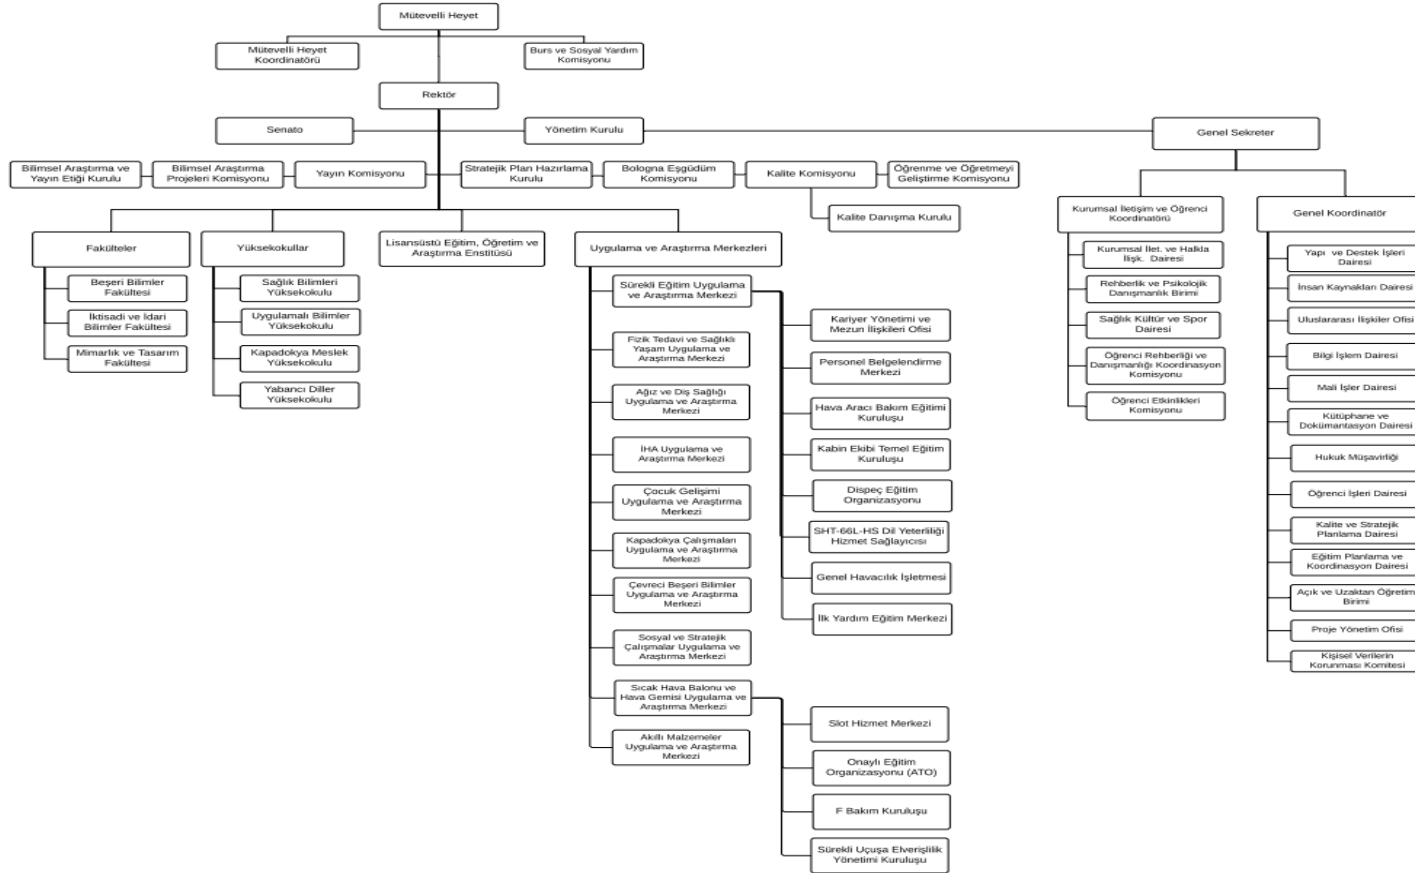 Mütevelli Heyet
Mütevelli Heyet
Koordinatörü
Burs ve Sosyal Yardım
Komisyonu
Rektör
Senato
Yönetim Kurulu
Genel Sekreter
Bilimsel Araştırma ve
Yayın Etiği Kurulu
Bilimsel Araştırma
Projeleri Komisyonu
Yayın Komisyonu
Stratejik Plan Hazırlama
Kurulu
Bologna Eşgüdüm
Komisyonu
Kalite Komisyonu
Öğrenme ve Öğretmeyi
Geliştirme Komisyonu
Kalite Danışma Kurulu
Fakülteler
Beşeri Bilimler
Fakültesi
İktisadi ve İdari
Bilimler Fakültesi
Mimarlık ve Tasarım
Fakültesi
Yüksekokullar
Sağlık Bilimleri
Yüksekokulu
Uygulamalı Bilimler
Yüksekokulu
Kapadokya Meslek
Yüksekokulu
Yabancı Diller
Yüksekokulu
Lisansüstü Eğitim, Öğretim ve
Araştırma Enstitüsü
Uygulama ve Araştırma Merkezleri
Sürekli Eğitim Uygulama
ve Araştırma Merkezi
Fizik Tedavi ve Sağlıklı
Yaşam Uygulama ve
Araştırma Merkezi
Ağız ve Diş Sağlığı
Uygulama ve Araştırma
Merkezi
İHA Uygulama ve
Araştırma Merkezi
Çocuk Gelişimi
Uygulama ve Araştırma
Merkezi
Kapadokya Çalışmaları
Uygulama ve Araştırma
Merkezi
Çevreci Beşeri Bilimler
Uygulama ve Araştırma
Merkezi
Sosyal ve Stratejik
Çalışmalar Uygulama ve
Araştırma Merkezi
Sıcak Hava Balonu ve
Hava Gemisi Uygulama ve
Araştırma Merkezi
Akıllı Malzemeler
Uygulama ve Araştırma
Merkezi
Kariyer Yönetimi ve
Mezun İlişkileri Ofisi
Personel Belgelendirme
Merkezi
Hava Aracı Bakım Eğitimi
Kuruluşu
Kabin Ekibi Temel Eğitim
Kuruluşu
Dispeç Eğitim
Organizasyonu
SHT-66L-HS Dil Yeterliliği
Hizmet Sağlayıcısı
Genel Havacılık İşletmesi
İlk Yardım Eğitim Merkezi
Slot Hizmet Merkezi
Onaylı Eğitim
Organizasyonu (ATO)
F Bakım Kuruluşu
Sürekli Uçuşa Elverişlilik
Yönetimi Kuruluşu
Kurumsal İletişim ve Öğrenci
Koordinatörü
Kurumsal İlet. ve Halkla
İlişk. Dairesi
Rehberlik ve Psikolojik
Danışmanlık Birimi
Sağlık Kültür ve Spor
Dairesi
Öğrenci Rehberliği ve
Danışmanlığı Koordinasyon
Komisyonu
Öğrenci Etkinlikleri
Komisyonu
Genel Koordinatör
Yapı ve Destek İşleri
Dairesi
İnsan Kaynakları Dairesi
Uluslararası İlişkiler Ofisi
Bilgi İşlem Dairesi
Mali İşler Dairesi
Kütüphane ve
Dokümantasyon Dairesi
Hukuk Müşavirliği
Öğrenci İşleri Dairesi
Kalite ve Stratejik
Planlama Dairesi
Eğitim Planlama ve
Koordinasyon Dairesi
Açık ve Uzaktan Öğretim
Birimi
Proje Yönetim Ofisi
Kişisel Verilerin
Korunması Komitesi